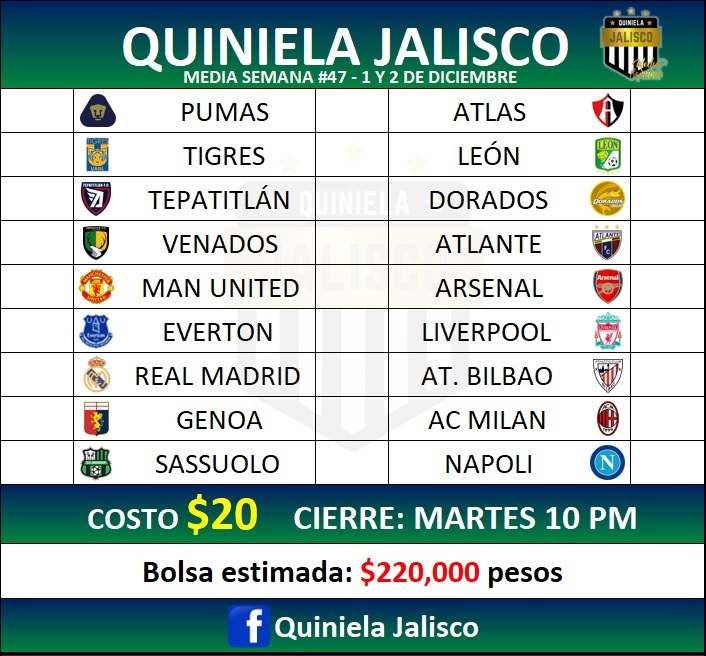 QUINIELA JALISCO
MEDIA SEMANA #47 - 1 Y 2 DE DICIEMBRE
QUINIELA
JALISCO
PUMAS ATLAS
TIGRES LEÓN
TEPATITLÁN DORADOS
VENADOS ATLANTE
MAN UNITED ARSENAL
EVERTON LIVERPOOL
REAL MADRID AT. BILBAO
GENOA AC MILAN
SASSUOLO NAPOLI
QUINIELA
JALISCO
COSTO $20 CIERRE: MARTES 10 PM
Bolsa estimada: $220,000 pesos
f Quiniela Jalisco